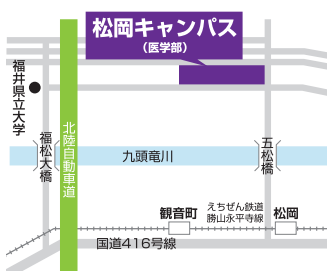 松岡キャンパス
（医学部）
福井県立大学
福松大橋
北陸自動車道
九頭竜川
五松橋
観音町
えちぜん鉄道
勝山永平寺線
松岡
国道416号線